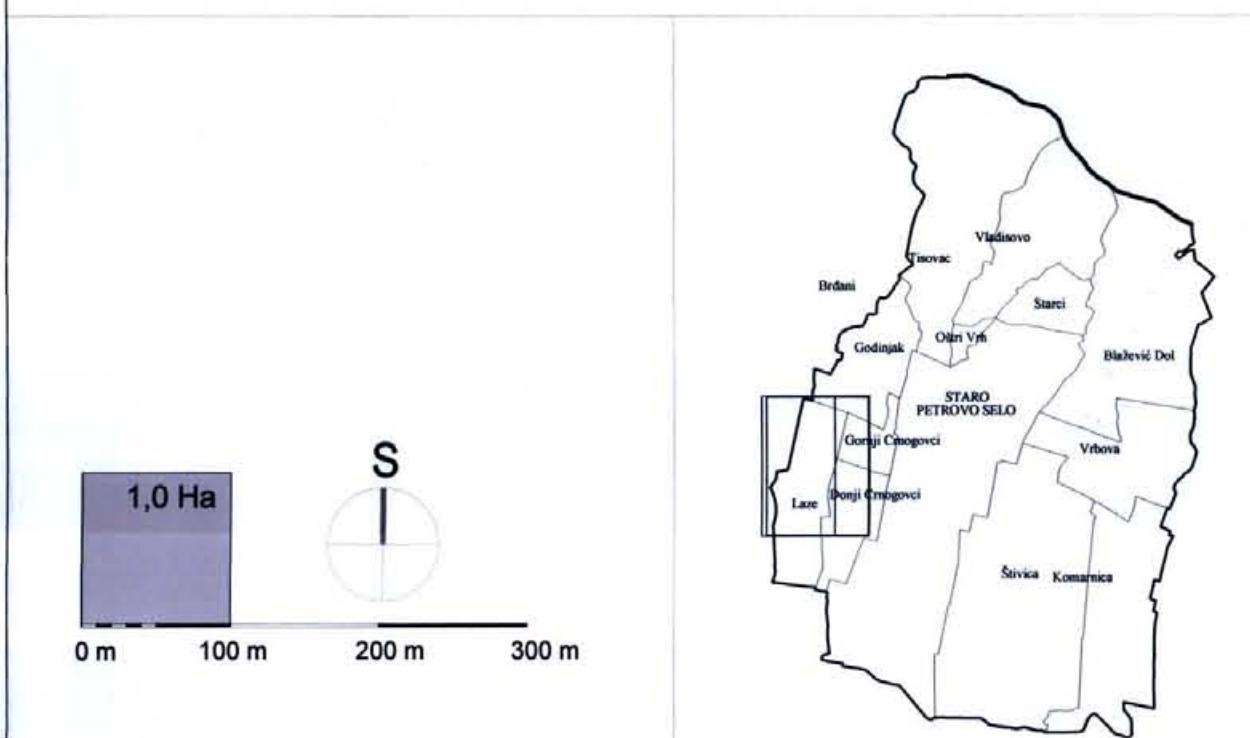 1,0 Ha
S
0 m 100 m 200 m 300 m
Vladisovo
Tisovac
Brđani
Starci
Oštri Vrh
Godinjak
Blažević Dol
STARO
PETROVO SELO
Gornji Crnogovci
Vrbova
Donji Crnogovci
Laze
Štivica
Komarnica